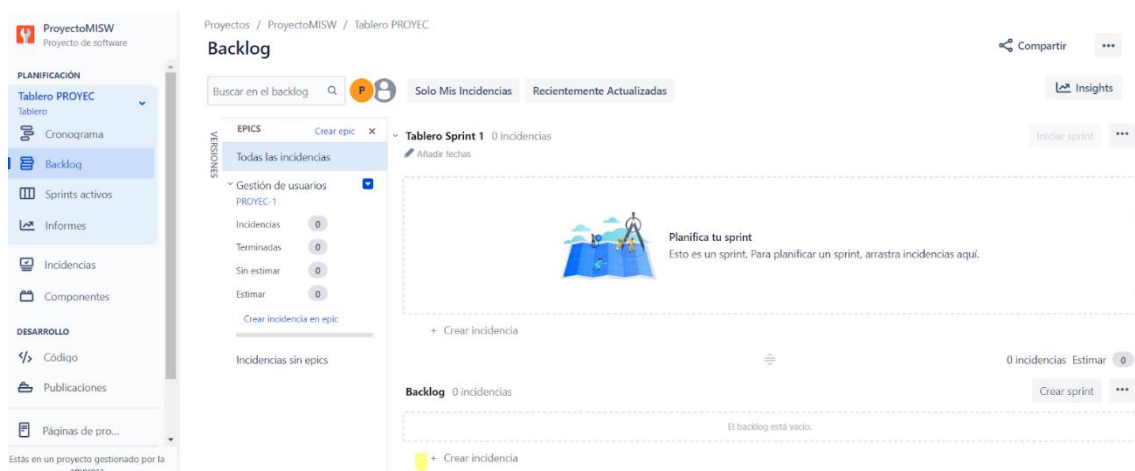 ProyectoMISW
Proyecto de software
PLANIFICACIÓN
Tablero PROYEC
Tablero
Cronograma
Backlog
Sprints activos
Informes
Incidencias
Componentes
DESARROLLO
Código
Publicaciones
Páginas de pro...
Estás en un proyecto gestionado por la
empresa
Proyectos / ProyectoMISW / Tablero PROYEC
Backlog
Compartir
Buscar en el backlog
P
Solo Mis Incidencias Recientemente Actualizadas
Insights
VERSIONES
EPICS Crear epic x
Todas las incidencias
Gestión de usuarios
PROYEC-1
Incidencias 0
Terminadas 0
Sin estimar 0
Estimar 0
Crear incidencia en epic
Incidencias sin epics
Tablero Sprint 1 0 incidencias
Iniciar sprint
Añadir fechas
Planifica tu sprint
Esto es un sprint. Para planificar un sprint, arrastra incidencias aquí.
+ Crear incidencia
0 incidencias Estimar 0
Backlog 0 incidencias
Crear sprint
El backlog está vacío.
+ Crear incidencia